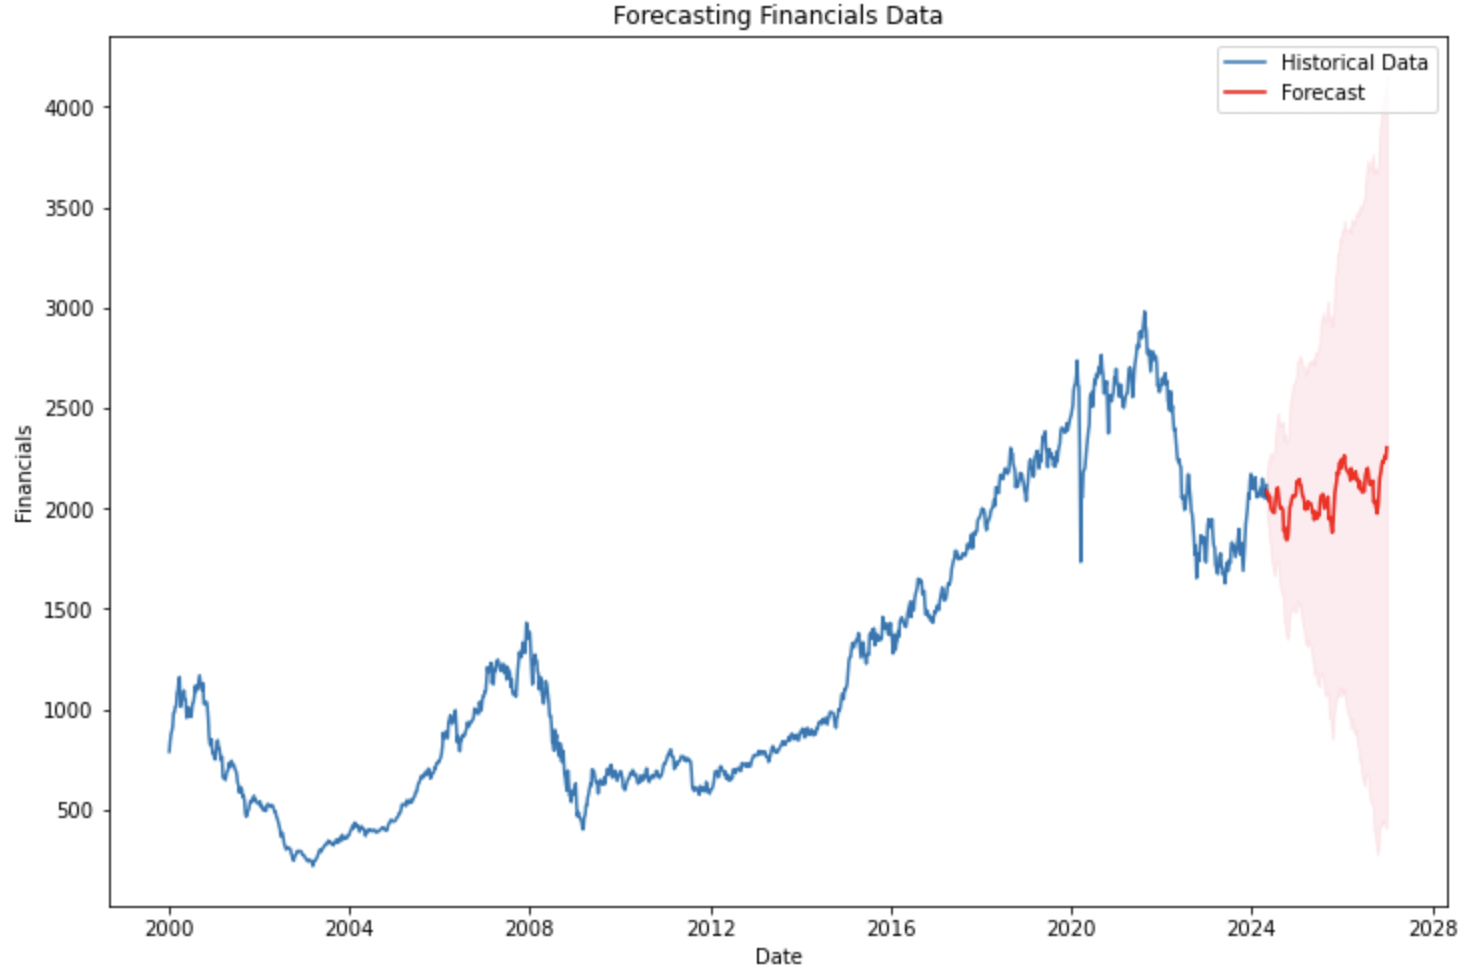 Forecasting Financials Data
Historical Data
Forecast
4000
3500
3000
2500
2000
1500
1000
500
Financials
2000 2004 2008 2012 2016 2020 2024 2028
Date